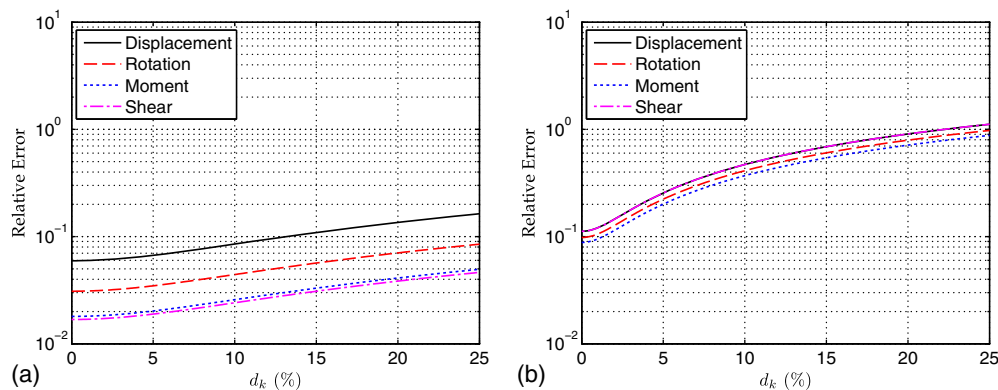 Displacement
Rotation
Moment
Shear
10^1
10^0
10^-1
10^-2
Relative Error
0 5 10 15 20 25
d_k (%)
(a)
Displacement
Rotation
Moment
Shear
10^1
10^0
10^-1
10^-2
Relative Error
0 5 10 15 20 25
d_k (%)
(b)